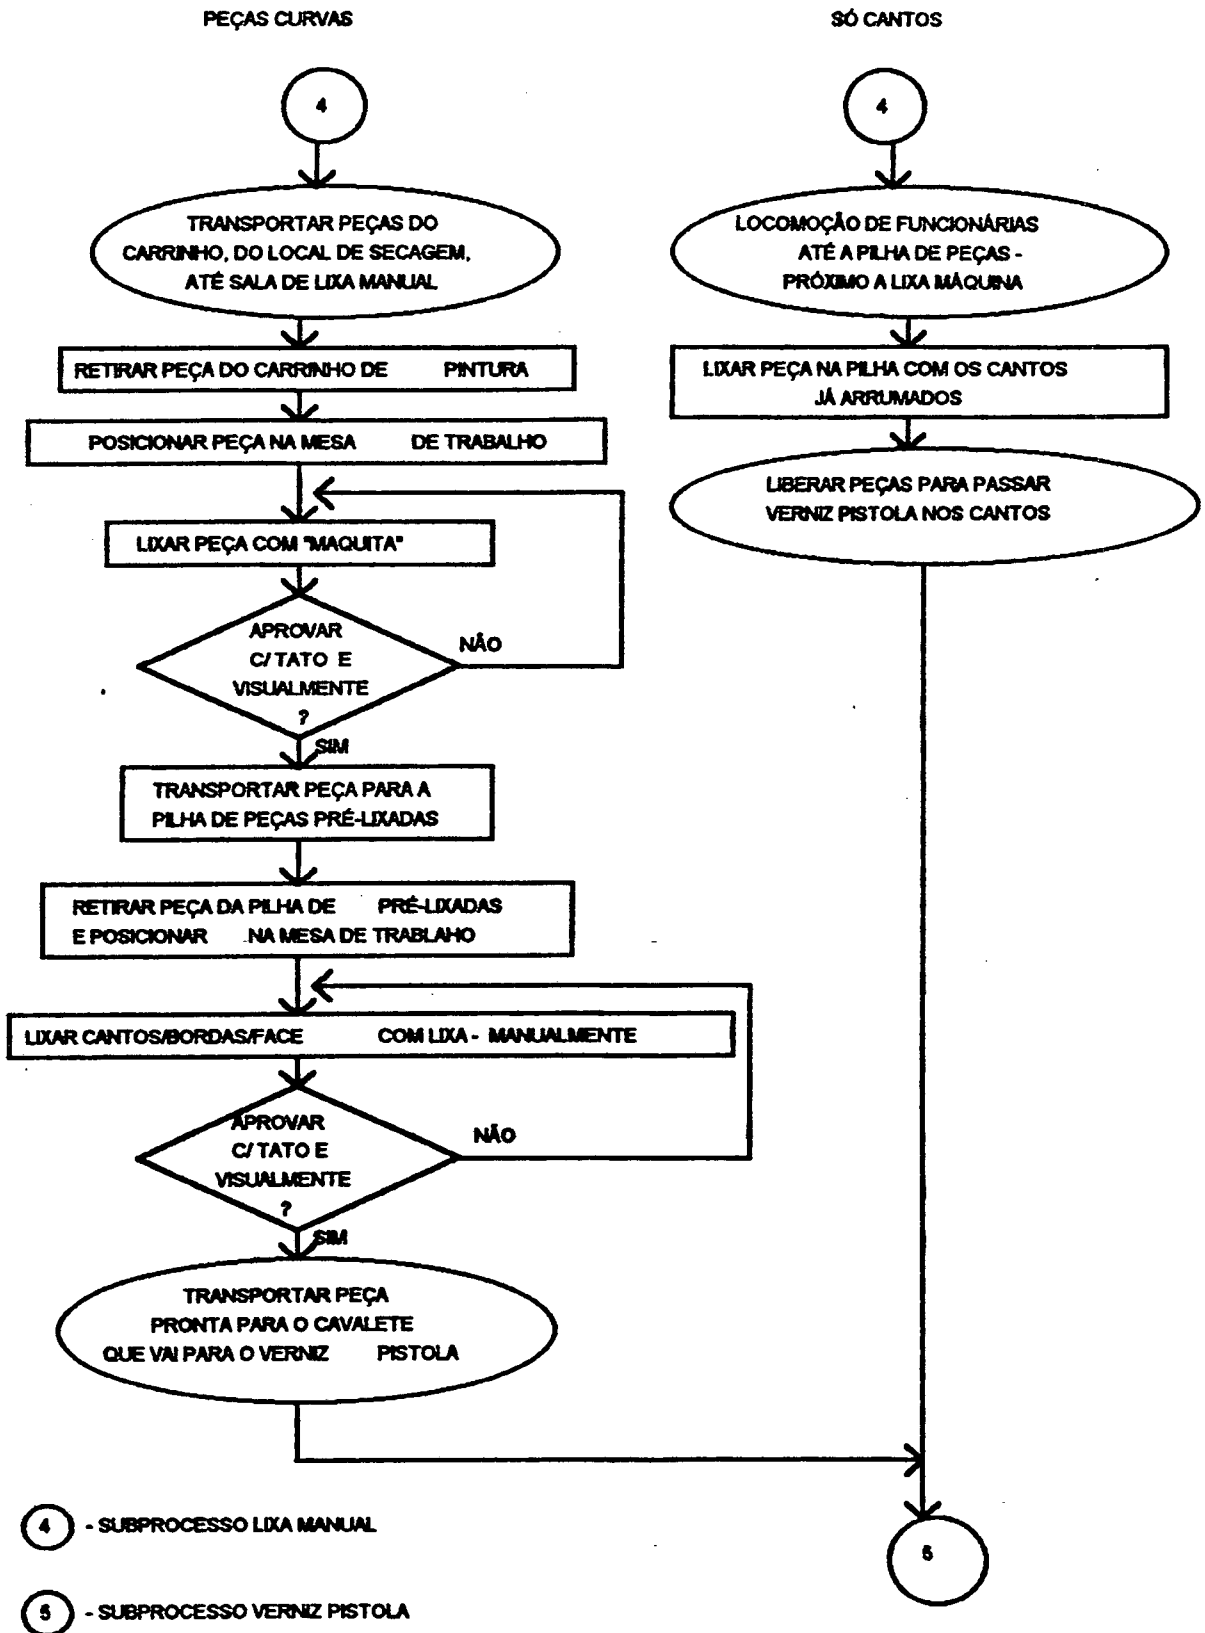 PEÇAS CURVAS
4
TRANSPORTAR PEÇAS DO
CARRINHO, DO LOCAL DE SECAGEM,
ATÉ SALA DE LIXA MANUAL
RETIRAR PEÇA DO CARRINHO DE PINTURA
POSICIONAR PEÇA NA MESA DE TRABALHO
LIXAR PEÇA COM "MAQUITA"
APROVAR
C/ TATO E
VISUALMENTE
?
NÃO
SIM
TRANSPORTAR PEÇA PARA A
PILHA DE PEÇAS PRÉ-LIXADAS
RETIRAR PEÇA DA PILHA DE PRÉ-LIXADAS
E POSICIONAR NA MESA DE TRABLAHO
LIXAR CANTOS/BORDAS/FACE COM LIXA - MANUALMENTE
APROVAR
C/ TATO E
VISUALMENTE
?
NÃO
SIM
TRANSPORTAR PEÇA
PRONTA PARA O CAVALETE
QUE VAI PARA O VERNIZ PISTOLA
SÓ CANTOS
4
LOCOMOÇÃO DE FUNCIONÁRIAS
ATÉ A PILHA DE PEÇAS -
PRÓXIMO A LIXA MÁQUINA
LIXAR PEÇA NA PILHA COM OS CANTOS
JÁ ARRUMADOS
LIBERAR PEÇAS PARA PASSAR
VERNIZ PISTOLA NOS CANTOS
5
4 - SUBPROCESSO LIXA MANUAL
5 - SUBPROCESSO VERNIZ PISTOLA